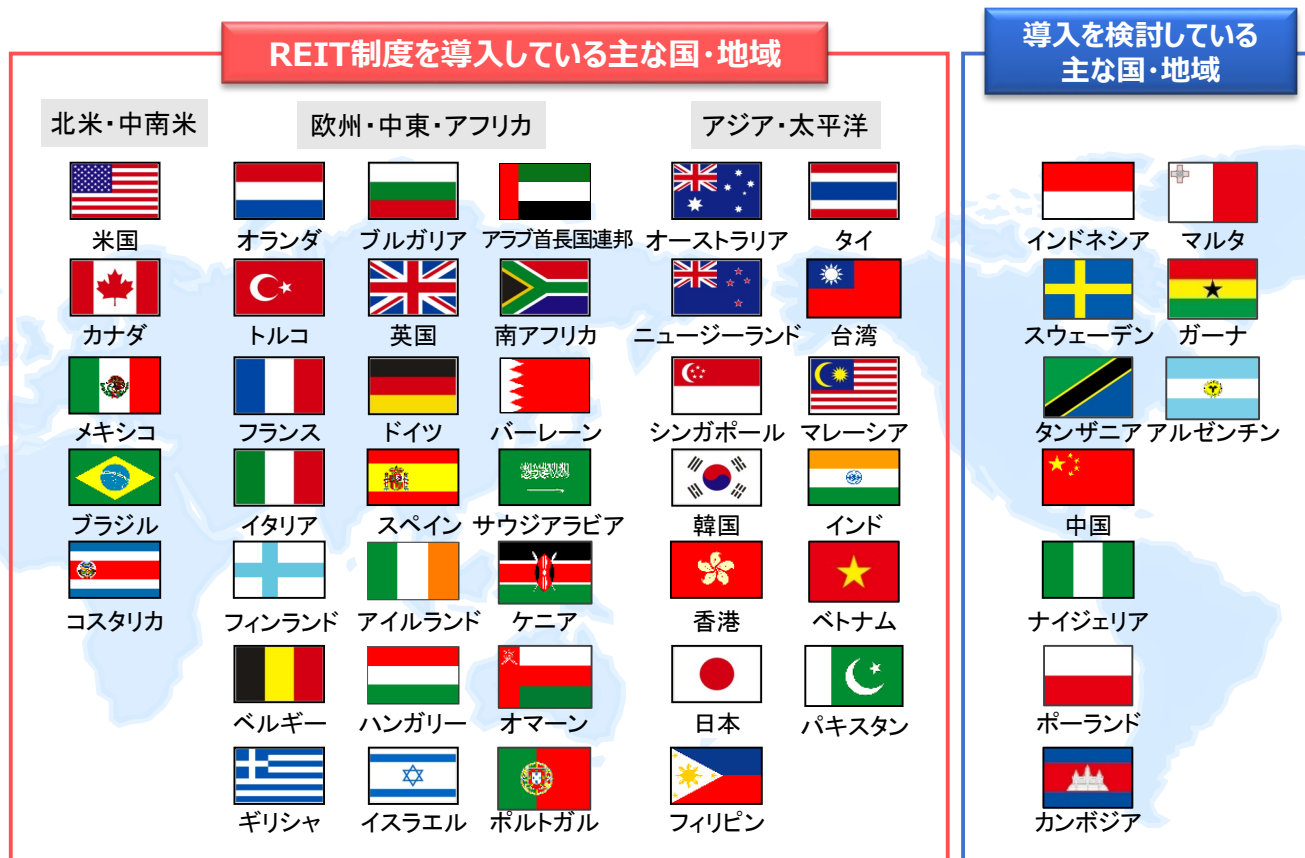 REIT制度を導入している主な国・地域
北米・中南米
欧州・中東・アフリカ
アジア・太平洋
米国
オランダ
ブルガリア
アラブ首長国連邦
オーストラリア
タイ
カナダ
トルコ
英国
南アフリカ
ニュージーランド
台湾
メキシコ
フランス
ドイツ
バーレーン
シンガポール
マレーシア
ブラジル
イタリア
スペイン
サウジアラビア
韓国
インド
コスタリカ
フィンランド
アイルランド
ケニア
香港
ベトナム
ベルギー
ハンガリー
オマーン
日本
パキスタン
ギリシャ
イスラエル
ポルトガル
フィリピン
導入を検討している
主な国・地域
インドネシア
マルタ
スウェーデン
ガーナ
タンザニア
アルゼンチン
中国
ナイジェリア
ポーランド
カンボジア